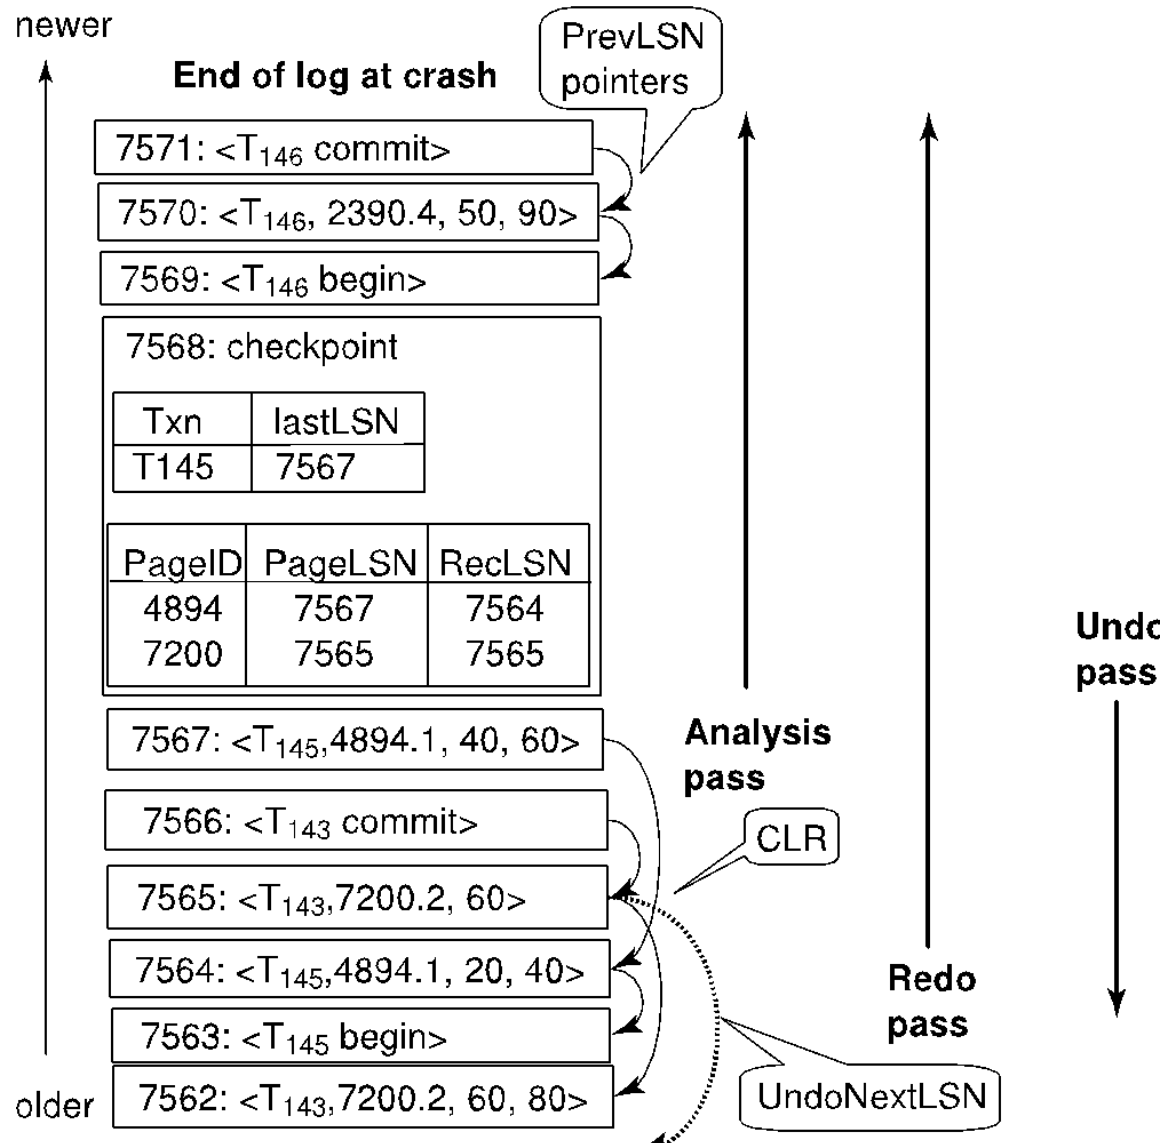 newer
End of log at crash
PrevLSN
pointers
7571: <T146 commit>
7570: <T146, 2390.4, 50, 90>
7569: <T146 begin>
7568: checkpoint
Txn lastLSN
T145 7567
PageID PageLSN RecLSN
4894 7567 7564
7200 7565 7565
Undo
pass
7567: <T145,4894.1, 40, 60>
Analysis
pass
7566: <T143 commit>
CLR
7565: <T143,7200.2, 60>
7564: <T145,4894.1, 20, 40>
Redo
pass
7563: <T145 begin>
older
7562: <T143,7200.2, 60, 80>
UndoNextLSN